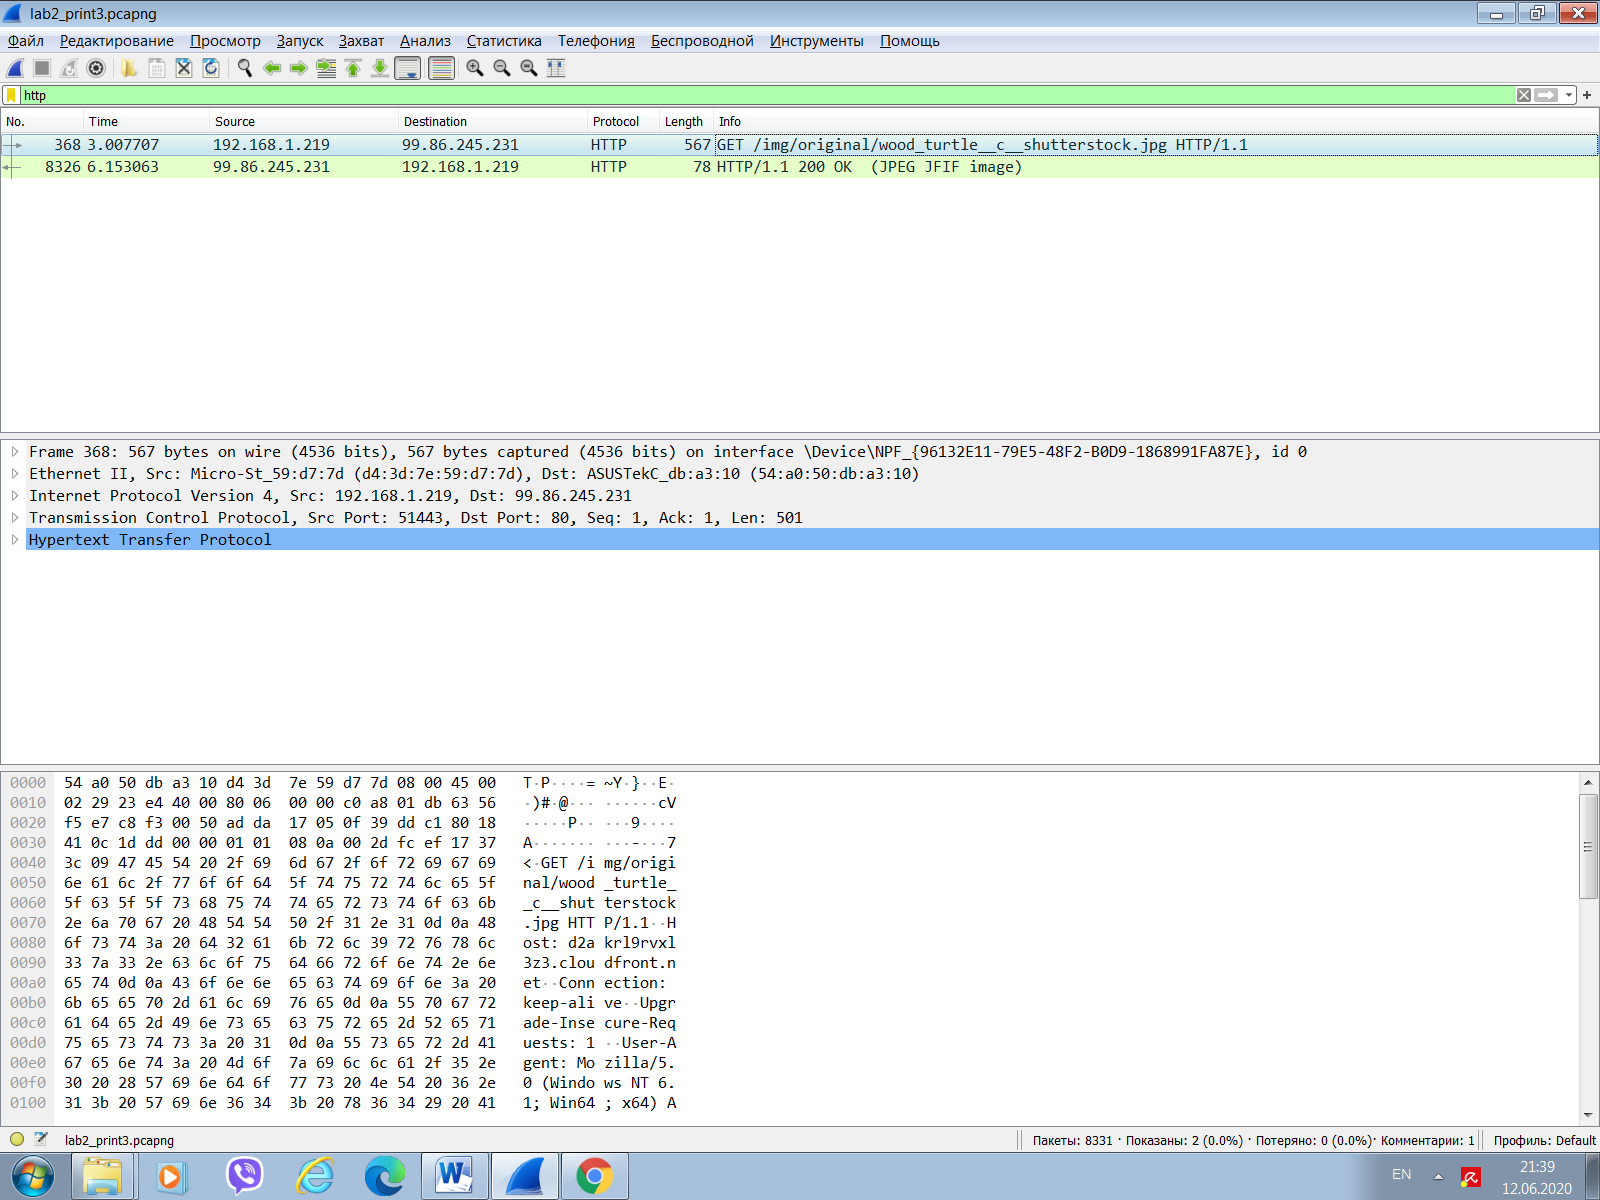 lab2_print3.pcapng
Файл Редактирование Просмотр Запуск Захват Анализ Статистика Телефония Беспроводной Инструменты Помощь
http
No. Time Source Destination Protocol Length Info
368 3.007707 192.168.1.219 99.86.245.231 HTTP 567 GET /img/original/wood_turtle__c__shutterstock.jpg HTTP/1.1
8326 6.153063 99.86.245.231 192.168.1.219 HTTP 78 HTTP/1.1 200 OK (JPEG JFIF image)
Frame 368: 567 bytes on wire (4536 bits), 567 bytes captured (4536 bits) on interface \Device\NPF_{96132E11-79E5-48F2-B0D9-1868991FA87E}, id 0
Ethernet II, Src: Micro-St_59:d7:7d (d4:3d:7e:59:d7:7d), Dst: ASUSTekC_db:a3:10 (54:a0:50:db:a3:10)
Internet Protocol Version 4, Src: 192.168.1.219, Dst: 99.86.245.231
Transmission Control Protocol, Src Port: 51443, Dst Port: 80, Seq: 1, Ack: 1, Len: 501
Hypertext Transfer Protocol
0000 54 a0 50 db a3 10 d4 3d 7e 59 d7 7d 08 00 45 00 T·P····= ~Y·}··E·
0010 02 29 23 e4 40 00 80 06 00 00 c0 a8 01 db 63 56 ·)#·@··· ······cV
0020 f5 e7 c8 f3 00 50 ad da 17 05 0f 39 dd c1 80 18 ·····P·· ···9····
0030 41 0c 1d dd 00 00 01 01 08 0a 00 2d fc ef 17 37 A······· ···-···7
0040 3c 09 47 45 54 20 2f 69 6d 67 2f 6f 72 69 67 69 <·GET /i mg/origi
0050 6e 61 6c 2f 77 6f 6f 64 5f 74 75 72 74 6c 65 5f nal/wood _turtle_
0060 5f 63 5f 5f 73 68 75 74 74 65 72 73 74 6f 63 6b _c__shut terstock
0070 2e 6a 70 67 20 48 54 54 50 2f 31 2e 31 0d 0a 48 .jpg HTT P/1.1··H
0080 6f 73 74 3a 20 64 32 61 6b 72 6c 39 72 76 78 6c ost: d2a krl9rvxl
0090 33 7a 33 2e 63 6c 6f 75 64 66 72 6f 6e 74 2e 6e 3z3.clou dfront.n
00a0 65 74 0d 0a 43 6f 6e 6e 65 63 74 69 6f 6e 3a 20 et··Conn ection:
00b0 6b 65 65 70 2d 61 6c 69 76 65 0d 0a 55 70 67 72 keep-ali ve··Upgr
00c0 61 64 65 2d 49 6e 73 65 63 75 72 65 2d 52 65 71 ade-Inse cure-Req
00d0 75 65 73 74 73 3a 20 31 0d 0a 55 73 65 72 2d 41 uests: 1 ··User-A
00e0 67 65 6e 74 3a 20 4d 6f 7a 69 6c 6c 61 2f 35 2e gent: Mo zilla/5.
00f0 30 20 28 57 69 6e 64 6f 77 73 20 4e 54 20 36 2e 0 (Windo ws NT 6.
0100 31 3b 20 57 69 6e 36 34 3b 20 78 36 34 29 20 41 1; Win64 ; x64) A
lab2_print3.pcapng Пакеты: 8331 · Показаны: 2 (0.0%) · Потеряно: 0 (0.0%)· Комментарии: 1 Профиль: Default
EN 21:39
12.06.2020